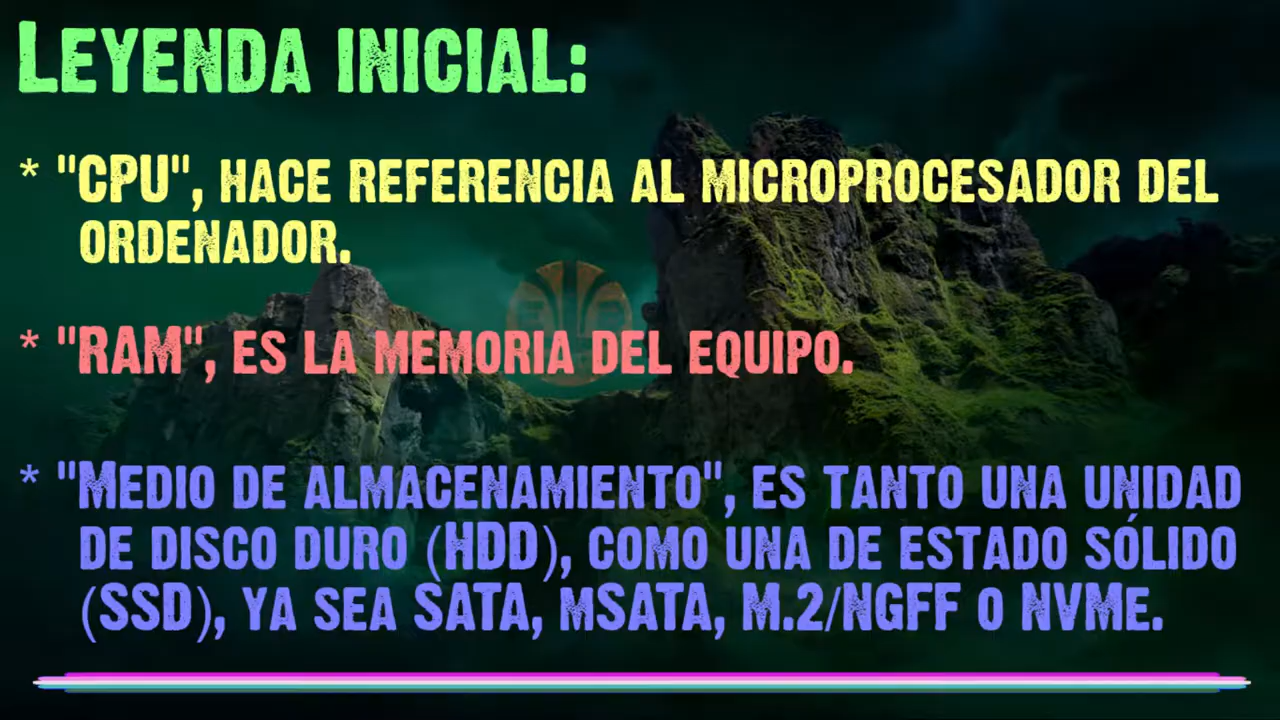 Leyenda inicial:
* "CPU", hace referencia al microprocesador del
ordenador.
* "RAM", es la memoria del equipo.
* "Medio de almacenamiento", es tanto una unidad
de disco duro (HDD), como una de estado sólido
(SSD), ya sea SATA, mSATA, M.2/NGFF o NVMe.